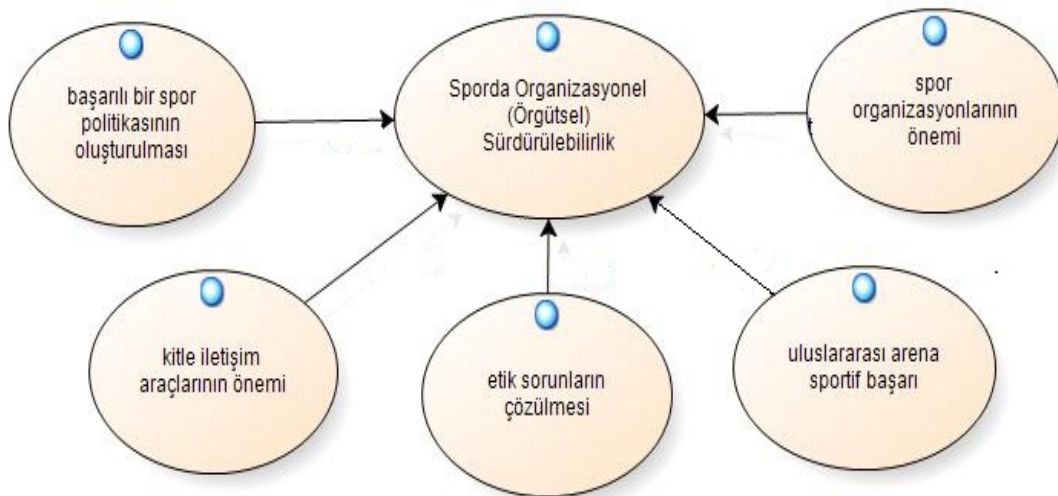 başarılı bir spor
politikasının
oluşturulması
Sporda Organizasyonel
(Örgütsel)
Sürdürülebilirlik
spor
organizasyonlarının
önemi
kitle iletişim
araçlarının önemi
etik sorunların
çözülmesi
uluslararası arena
sportif başarı